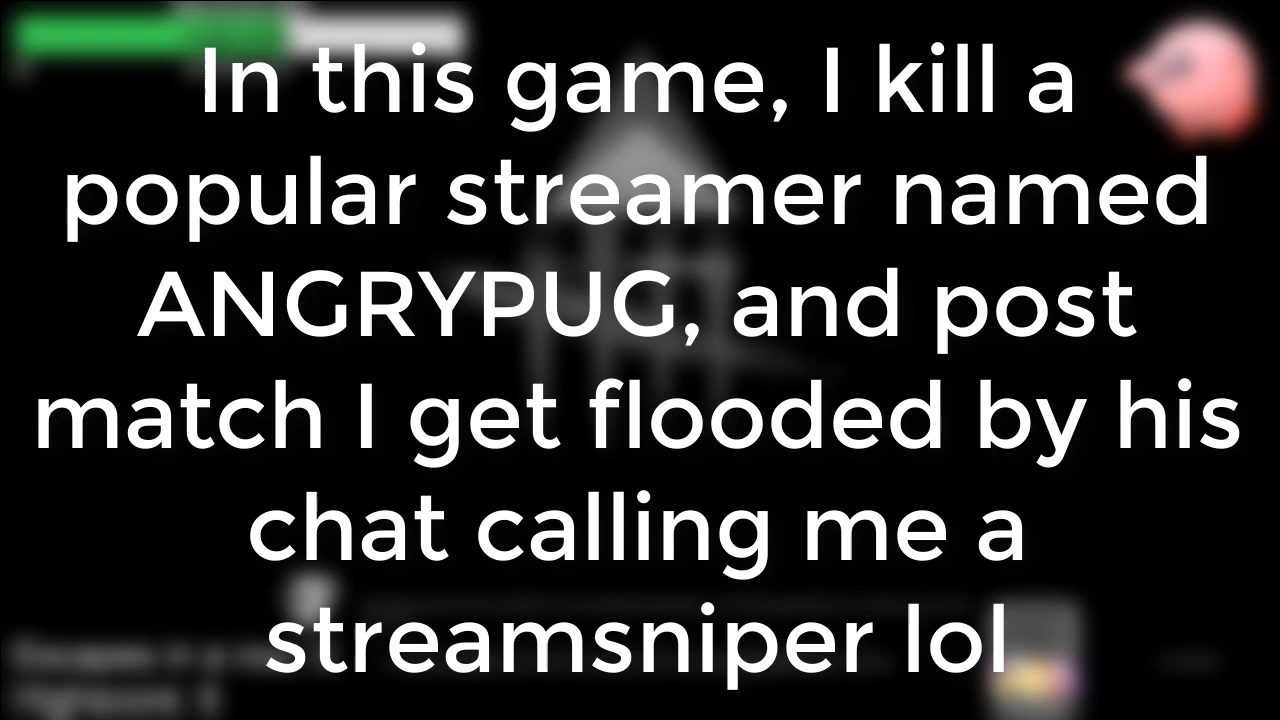 In this game, I kill a
popular streamer named
ANGRYPUG, and post
match I get flooded by his
chat calling me a
streamsniper lol